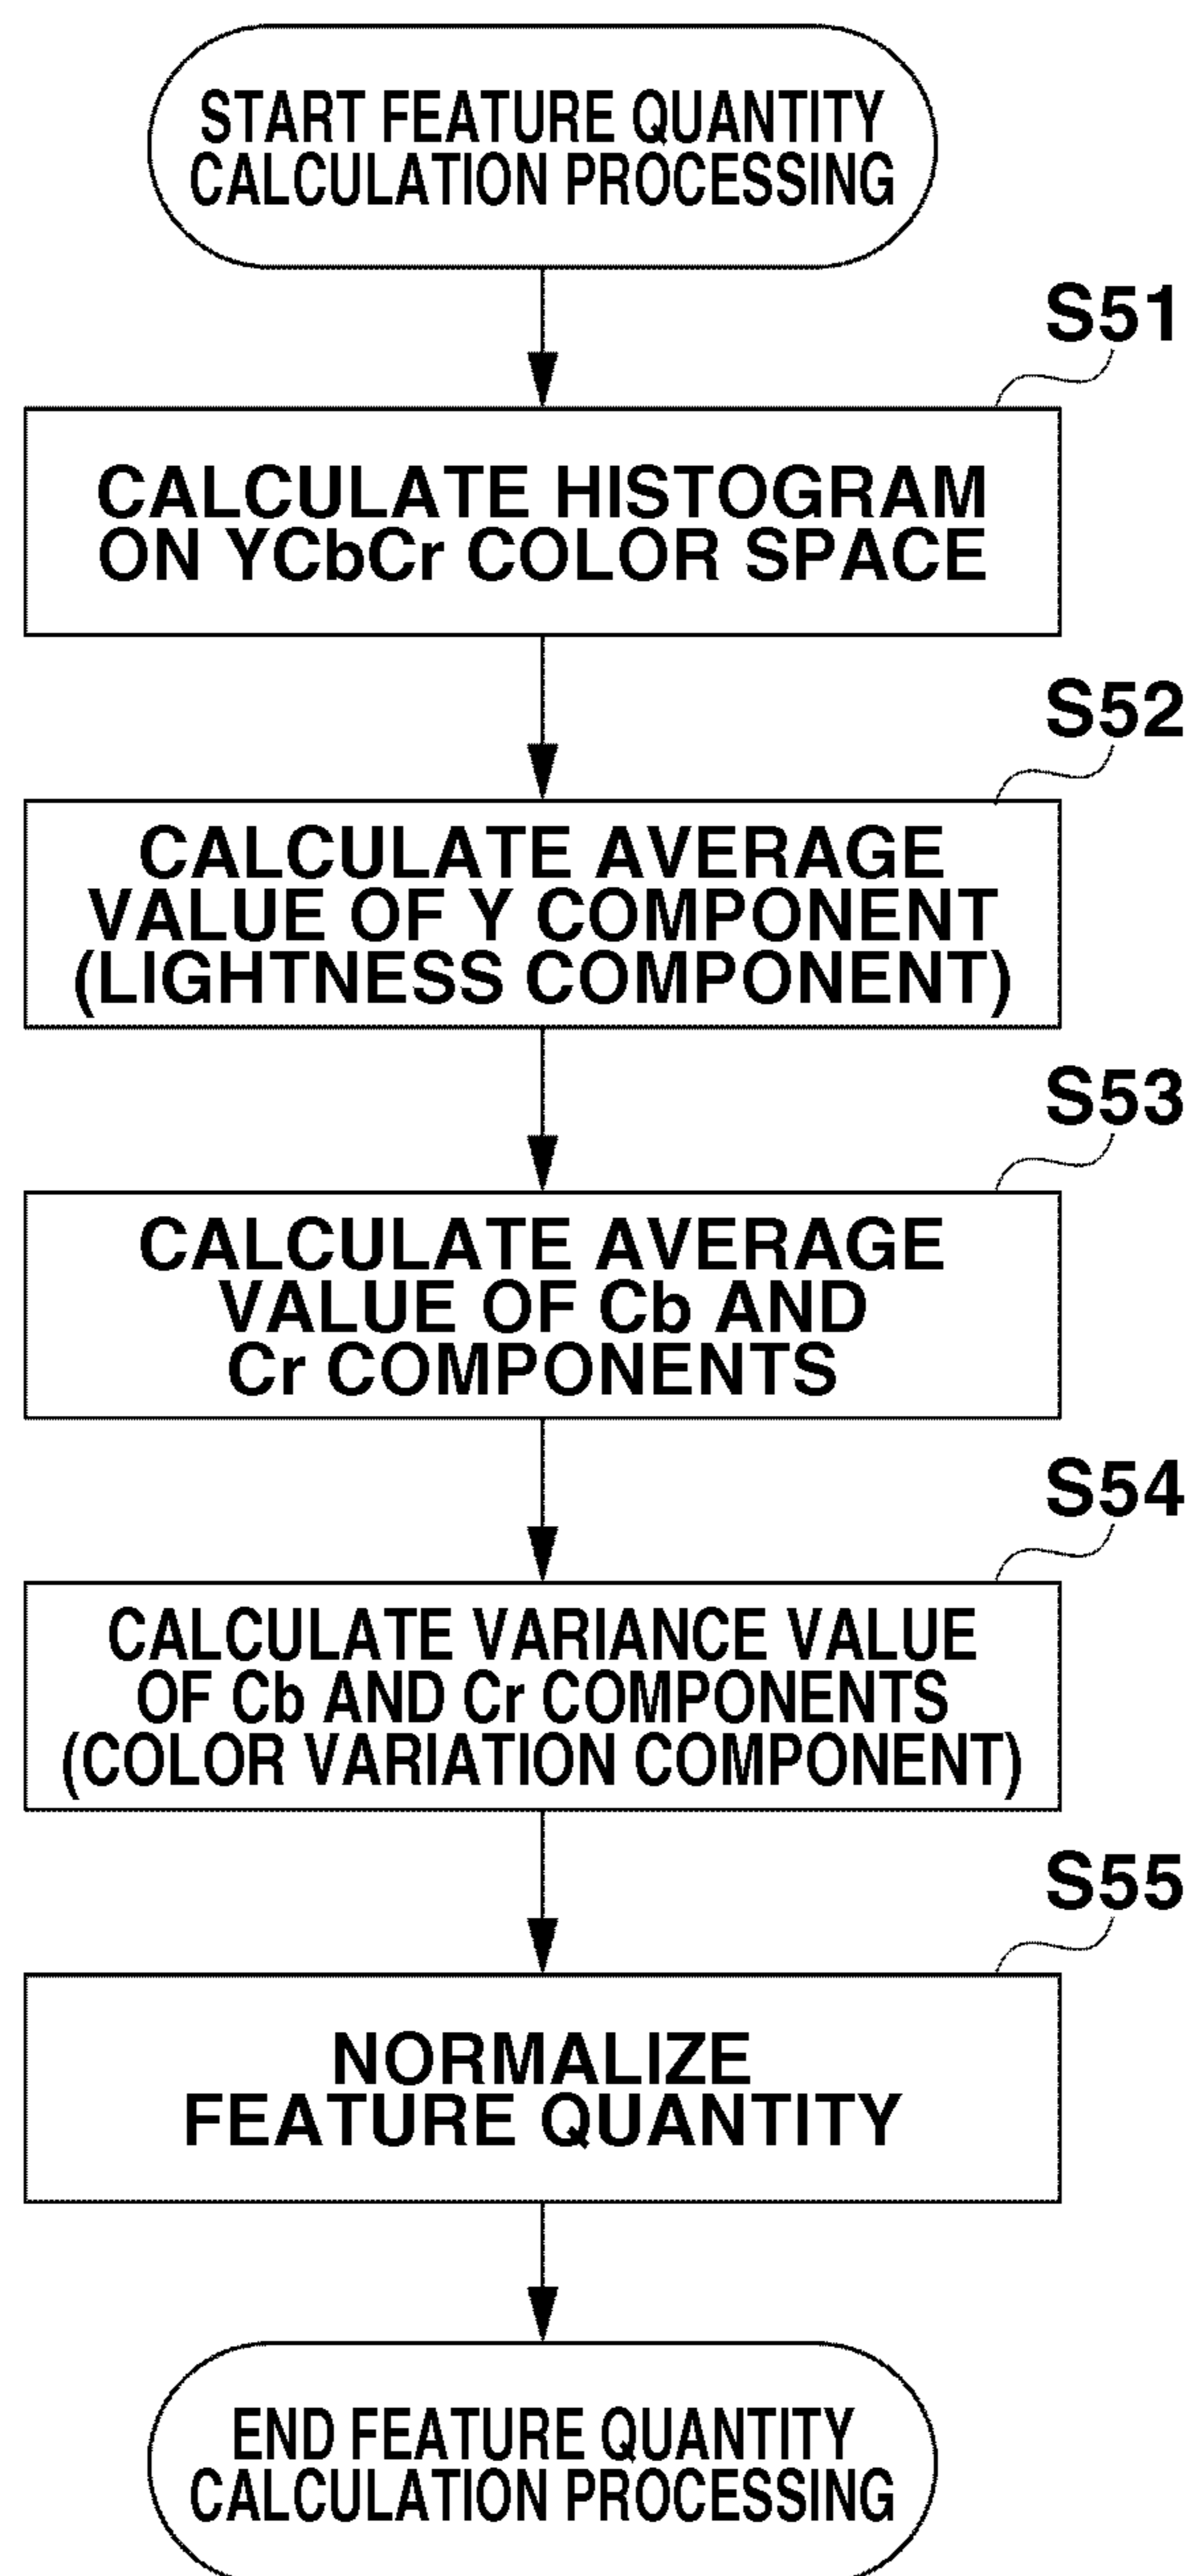 START FEATURE QUANTITY
CALCULATION PROCESSING
S51
CALCULATE HISTOGRAM
ON YCbCr COLOR SPACE
S52
CALCULATE AVERAGE
VALUE OF Y COMPONENT
(LIGHTNESS COMPONENT)
S53
CALCULATE AVERAGE
VALUE OF Cb AND
Cr COMPONENTS
S54
CALCULATE VARIANCE VALUE
OF Cb AND Cr COMPONENTS
(COLOR VARIATION COMPONENT)
S55
NORMALIZE
FEATURE QUANTITY
END FEATURE QUANTITY
CALCULATION PROCESSING